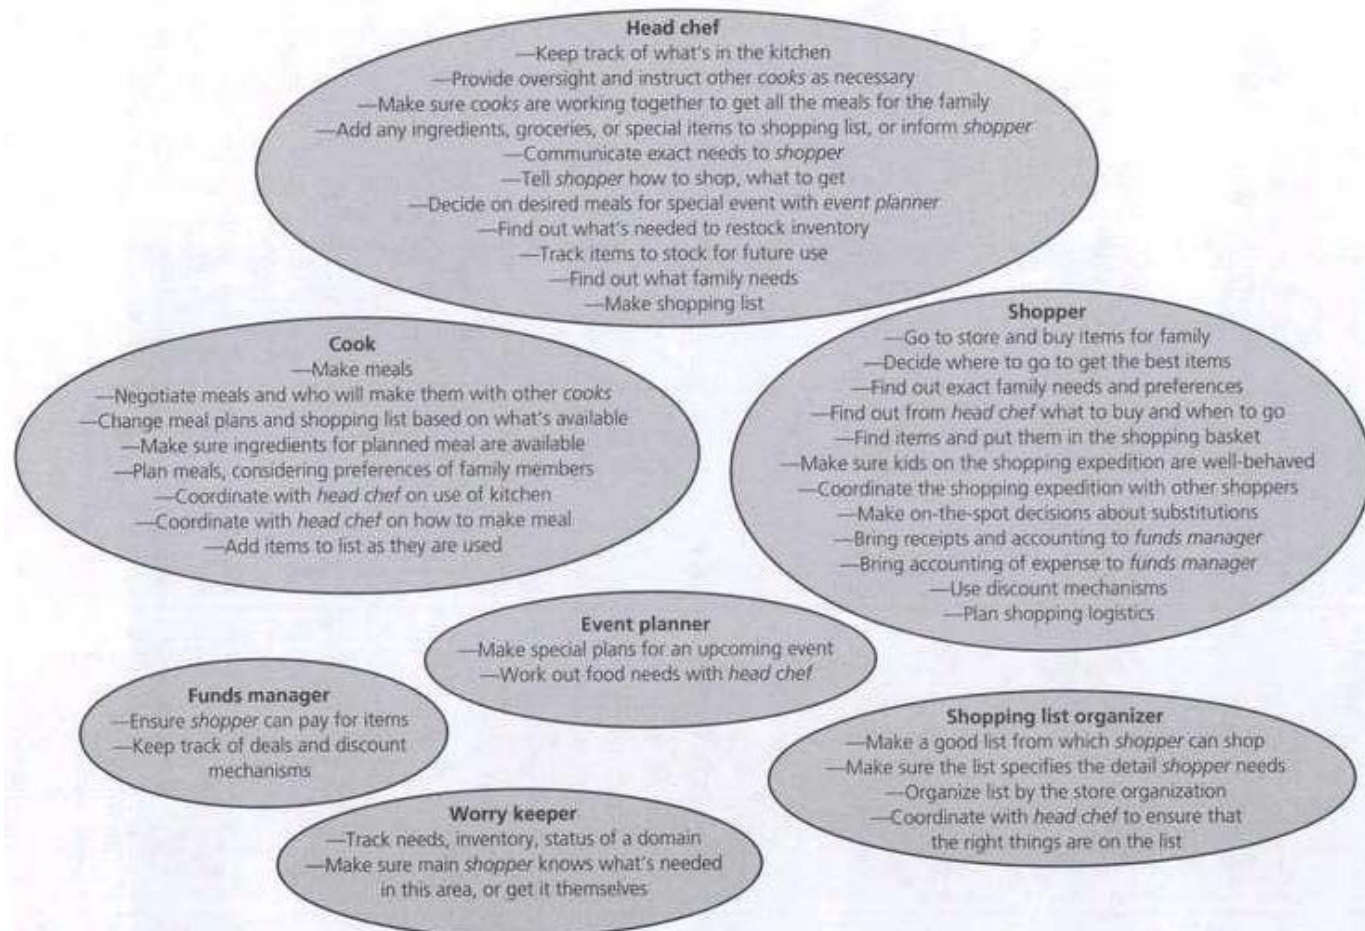 Head chef
—Keep track of what's in the kitchen
—Provide oversight and instruct other cooks as necessary
—Make sure cooks are working together to get all the meals for the family
—Add any ingredients, groceries, or special items to shopping list, or inform shopper
—Communicate exact needs to shopper
—Tell shopper how to shop, what to get
—Decide on desired meals for special event with event planner
—Find out what's needed to restock inventory
—Track items to stock for future use
—Find out what family needs
—Make shopping list
Cook
—Make meals
—Negotiate meals and who will make them with other cooks
—Change meal plans and shopping list based on what's available
—Make sure ingredients for planned meal are available
—Plan meals, considering preferences of family members
—Coordinate with head chef on use of kitchen
—Coordinate with head chef on how to make meal
—Add items to list as they are used
Shopper
—Go to store and buy items for family
—Decide where to go to get the best items
—Find out exact family needs and preferences
—Find out from head chef what to buy and when to go
—Find items and put them in the shopping basket
—Make sure kids on the shopping expedition are well-behaved
—Coordinate the shopping expedition with other shoppers
—Make on-the-spot decisions about substitutions
—Bring receipts and accounting to funds manager
—Bring accounting of expense to funds manager
—Use discount mechanisms
—Plan shopping logistics
Event planner
—Make special plans for an upcoming event
—Work out food needs with head chef
Funds manager
—Ensure shopper can pay for items
—Keep track of deals and discount
mechanisms
Shopping list organizer
—Make a good list from which shopper can shop
—Make sure the list specifies the detail shopper needs
—Organize list by the store organization
—Coordinate with head chef to ensure that
the right things are on the list
Worry keeper
—Track needs, inventory, status of a domain
—Make sure main shopper knows what's needed
in this area, or get it themselves